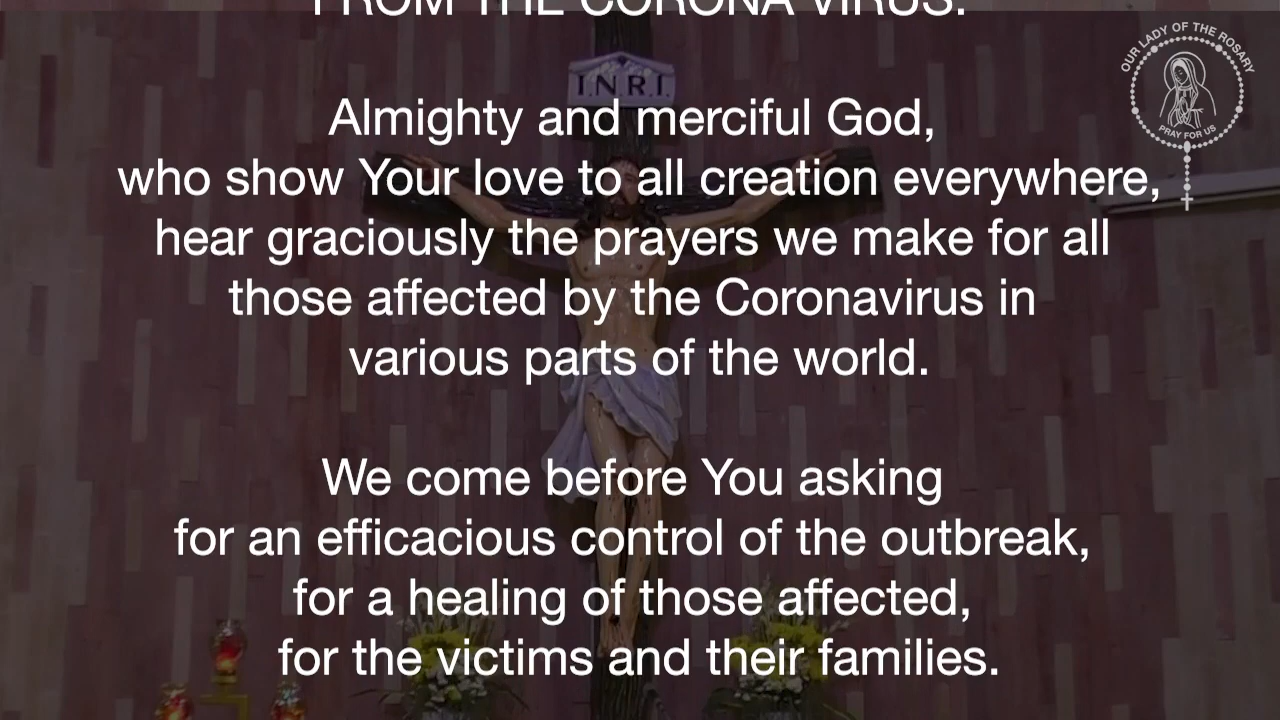 FROM THE CORONA VIRUS.
I.N.R.I.
OUR LADY OF THE ROSARY
PRAY FOR US
Almighty and merciful God,
who show Your love to all creation everywhere,
hear graciously the prayers we make for all
those affected by the Coronavirus in
various parts of the world.
We come before You asking
for an efficacious control of the outbreak,
for a healing of those affected,
for the victims and their families.